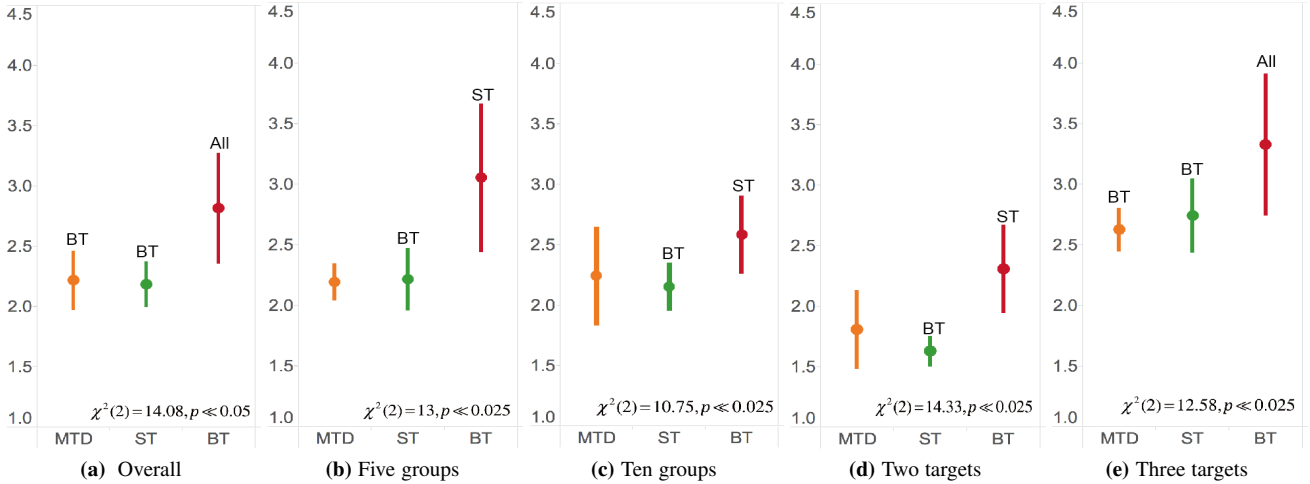 4.5
4.0
3.5
3.0
2.5
2.0
1.5
1.0
BT
BT
All
χ²(2)=14.08, p≪0.05
MTD ST BT
(a) Overall
4.5
4.0
3.5
3.0
2.5
2.0
1.5
1.0
BT
ST
χ²(2)=13, p≪0.025
MTD ST BT
(b) Five groups
4.5
4.0
3.5
3.0
2.5
2.0
1.5
1.0
BT
ST
χ²(2)=10.75, p≪0.025
MTD ST BT
(c) Ten groups
4.5
4.0
3.5
3.0
2.5
2.0
1.5
1.0
BT
ST
χ²(2)=14.33, p≪0.025
MTD ST BT
(d) Two targets
4.5
4.0
3.5
3.0
2.5
2.0
1.5
1.0
BT
BT
All
χ²(2)=12.58, p≪0.025
MTD ST BT
(e) Three targets